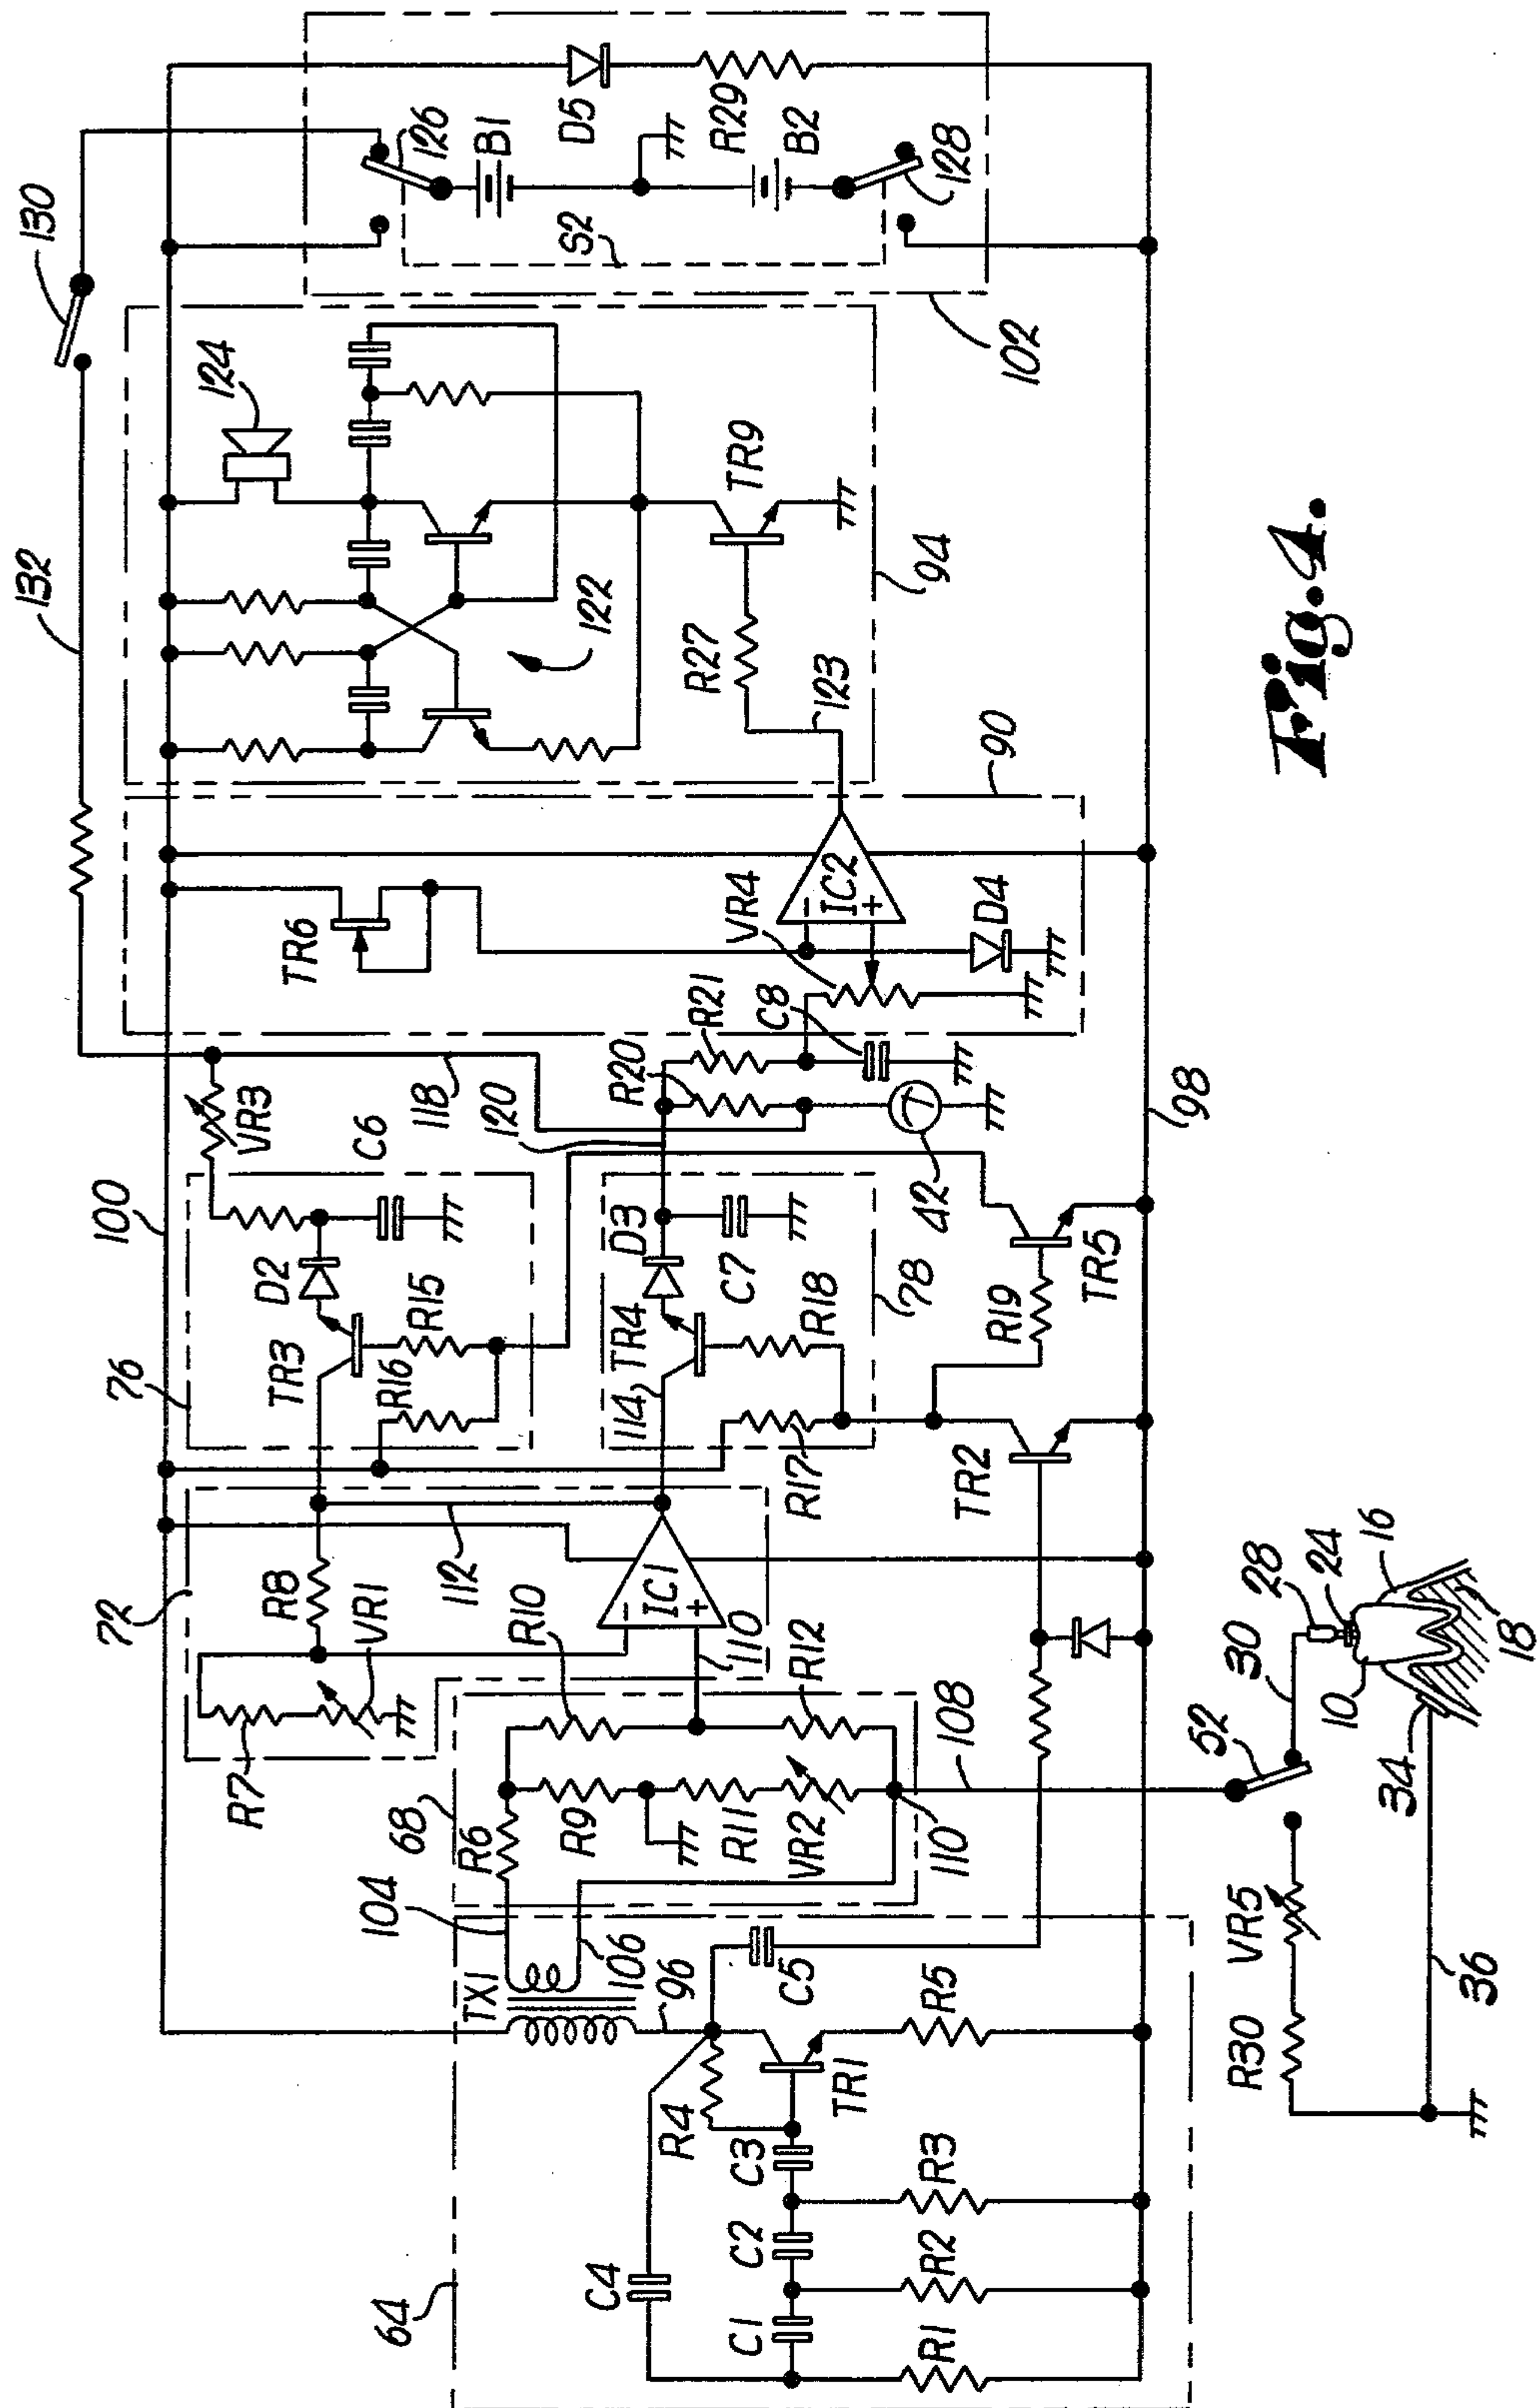 130
132
126
B1
D5
R29
B2
128
S2
102
124
TR9
94
122
R27
123
90
TR6
VR4
IC2
-
+
D4
R21
C8
R20
118
120
VR3
C6
100
D2
D3
C7
42
98
76
TR3
R15
R16
114
TR4
R18
78
R19
TR5
R17
TR2
72
R8
VR1
112
IC1
-
+
R10
110
R12
R7
68
R6
R9
R11
VR2
110
108
104
106
TX1
96
C5
R5
R4
TR1
C3
R3
C2
R2
C4
C1
R1
64
52
30
28
24
16
10
18
34
36
VR5
R30
Fig.4.